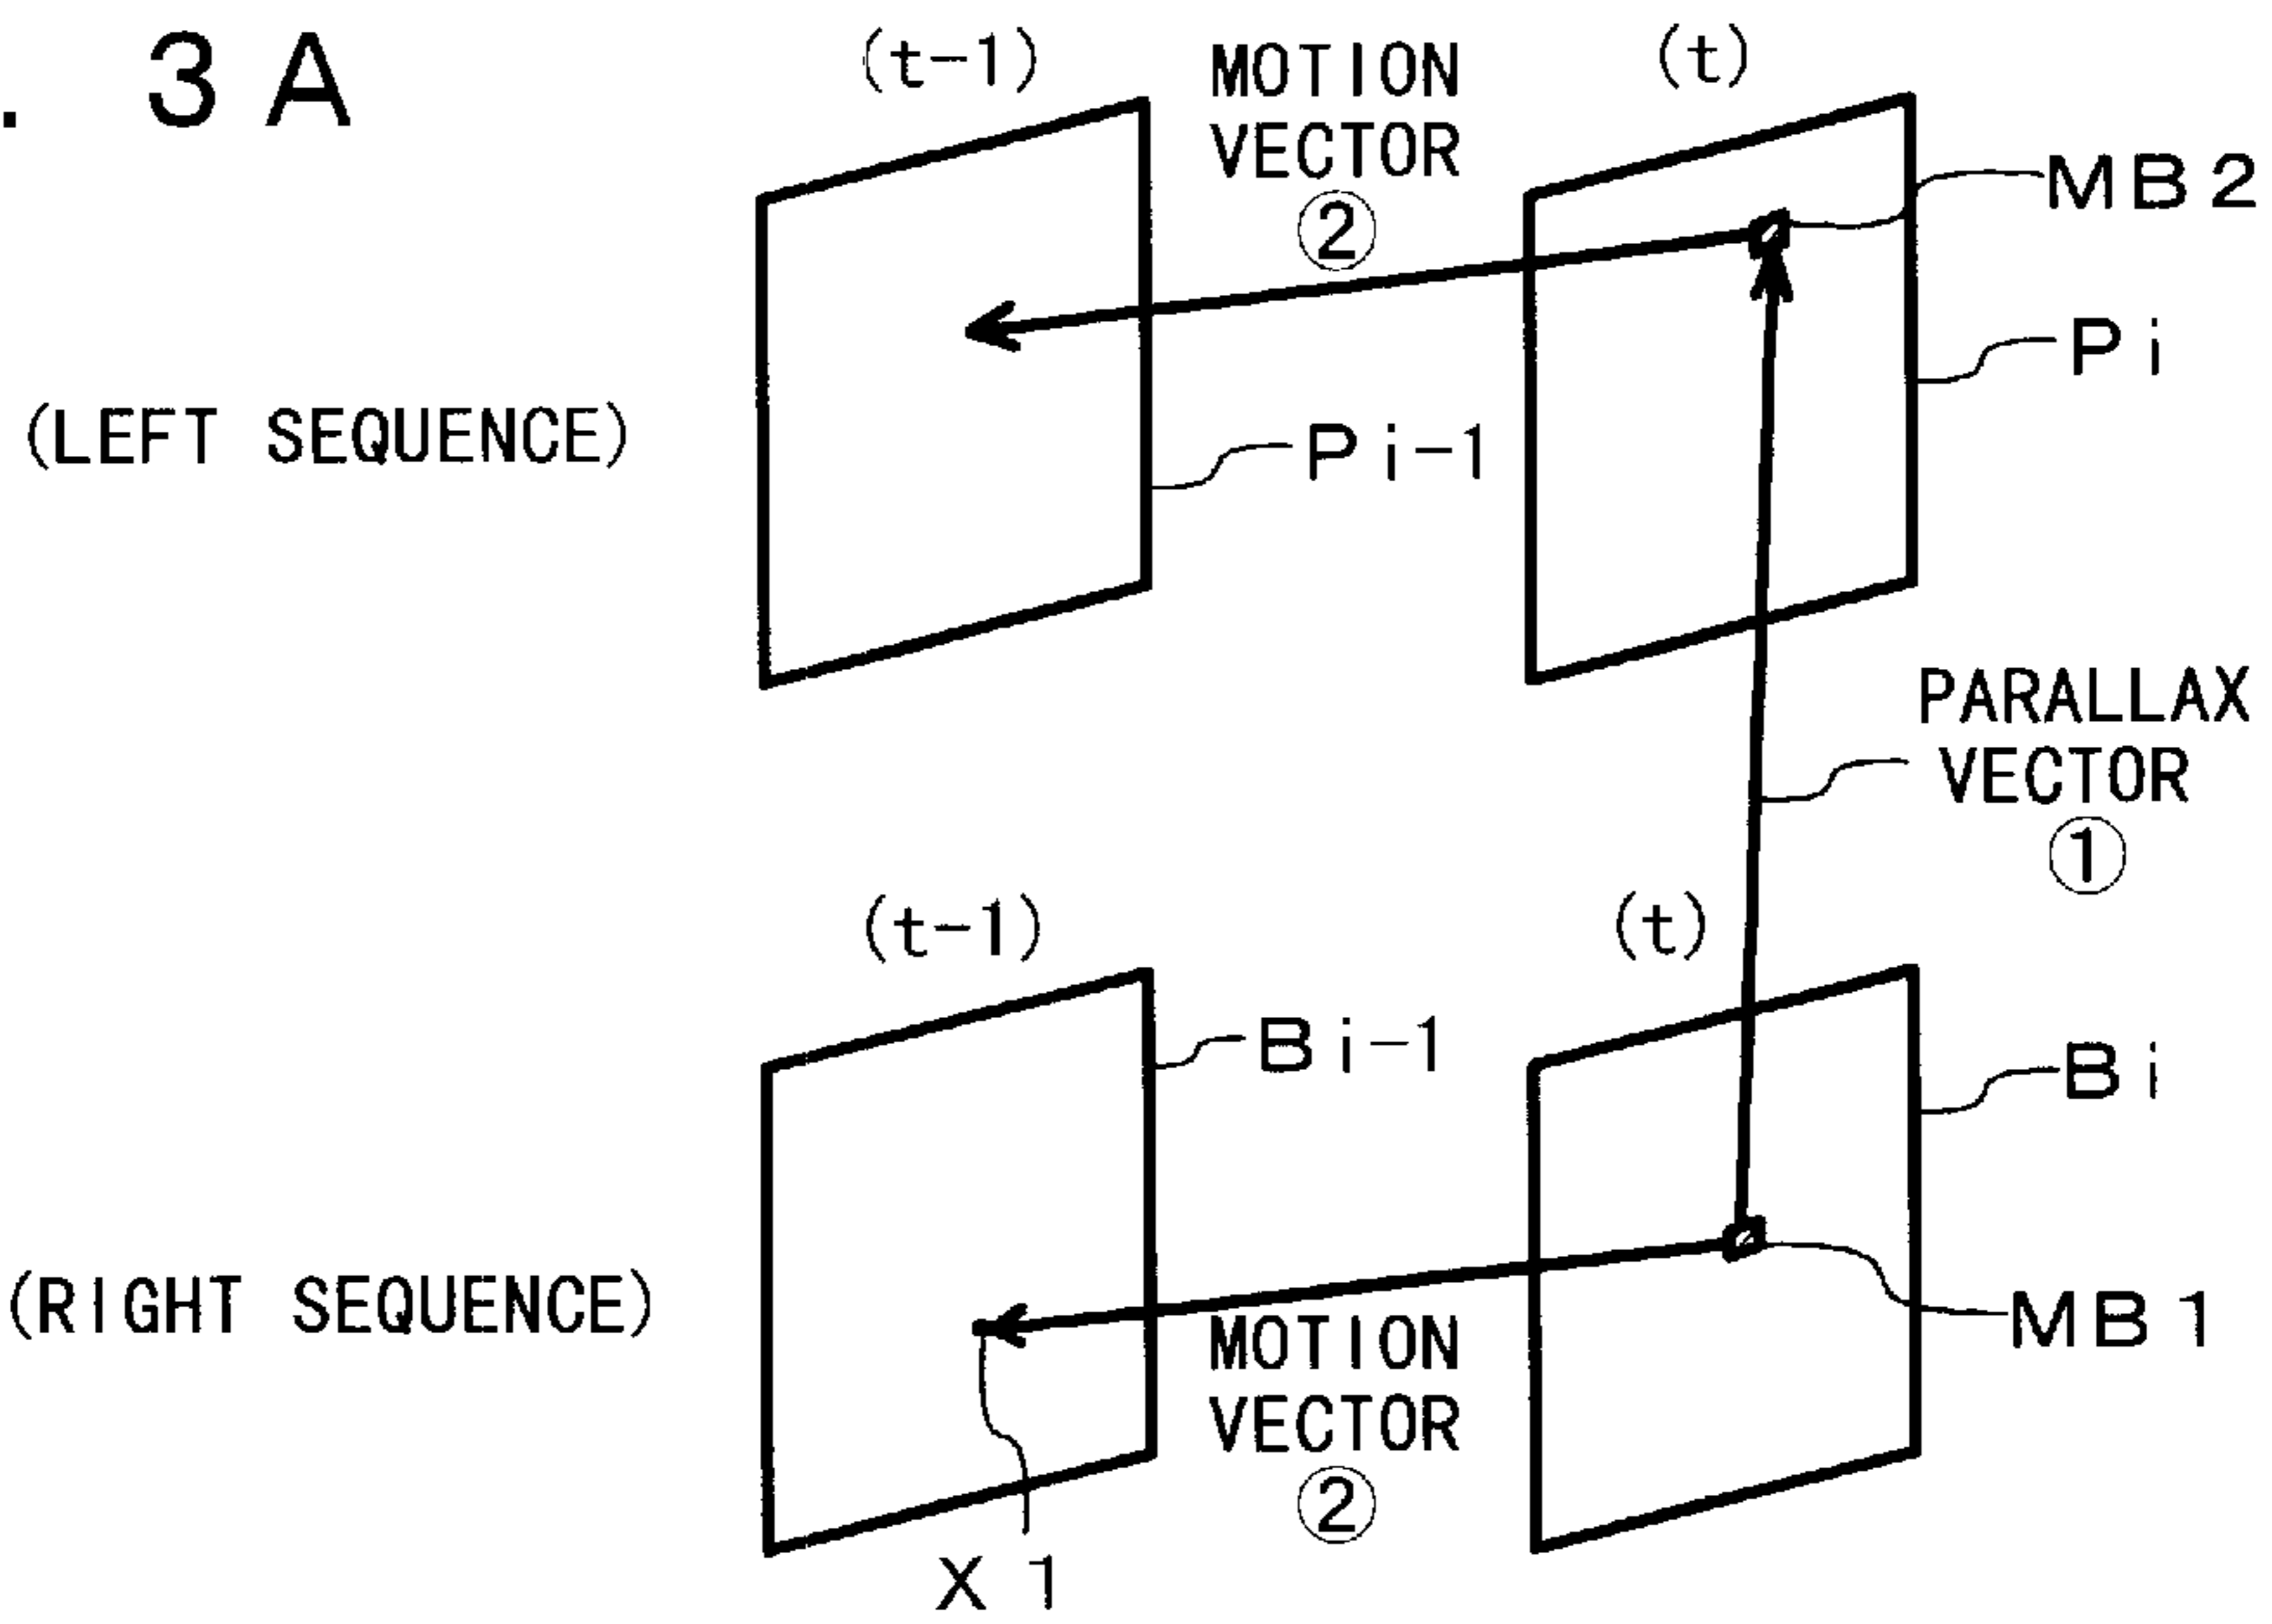 . 3A
(t-1)
MOTION
VECTOR
②
(t)
MB2
Pi
(LEFT SEQUENCE)
Pi-1
PARALLAX
VECTOR
①
(t-1)
(t)
Bi-1
Bi
(RIGHT SEQUENCE)
MOTION
VECTOR
②
MB1
X1